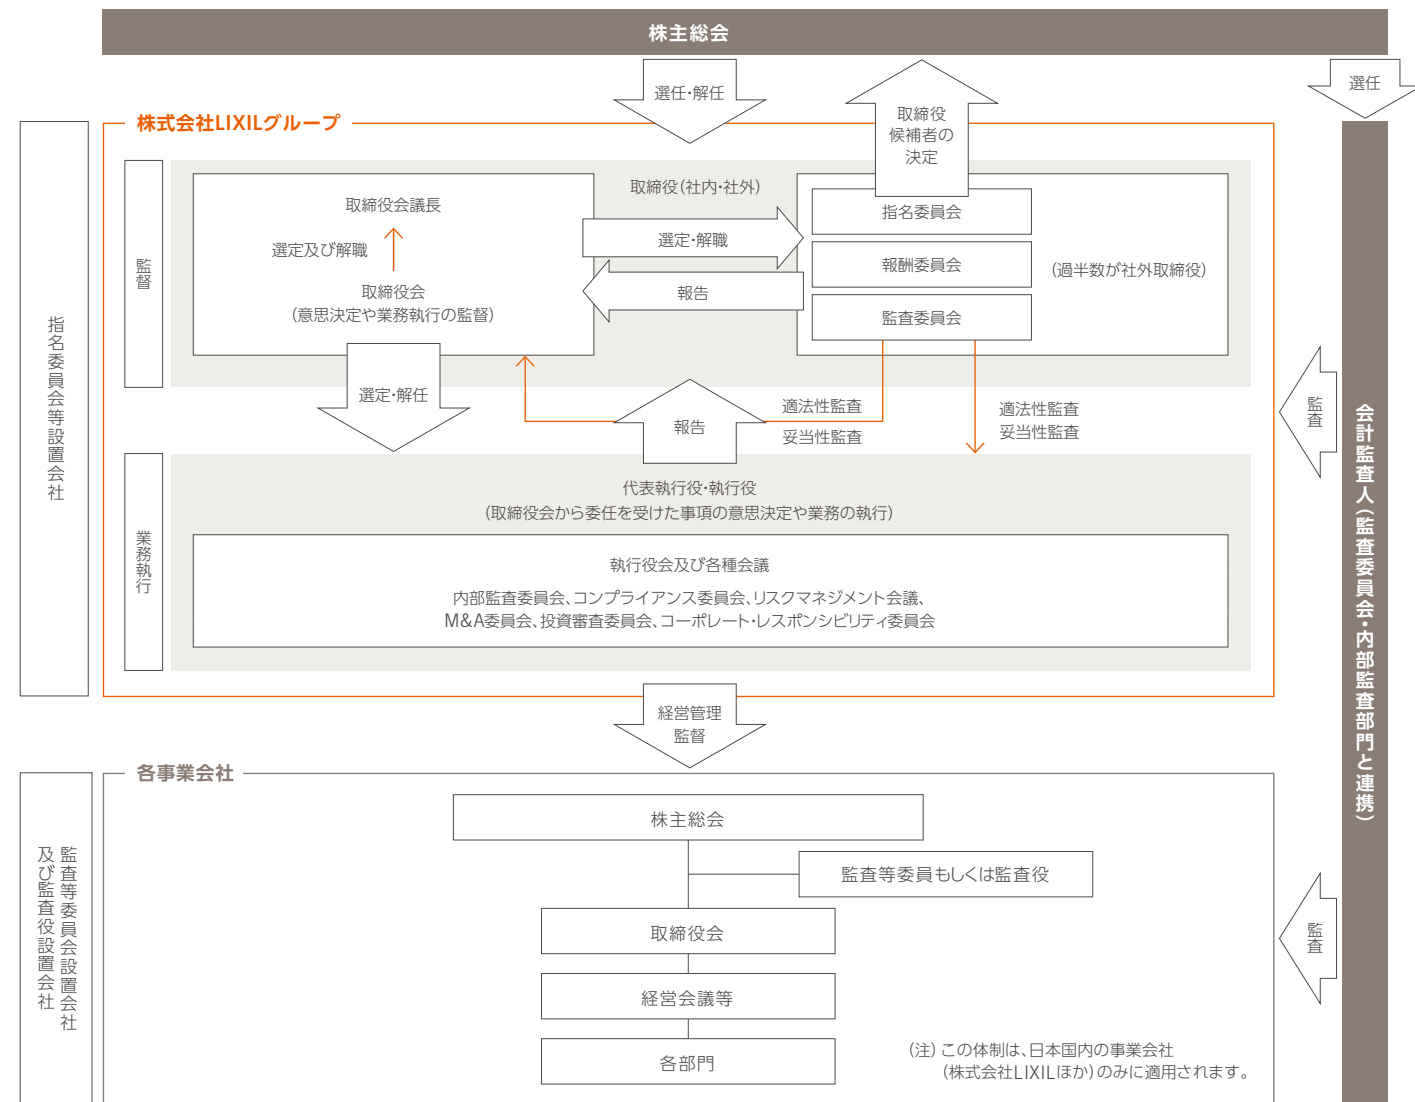 株主総会
選任・解任
取締役
候補者の
決定
選任
株式会社LIXILグループ
指名委員会等設置会社
監督
取締役会議長
選定及び解職
取締役会
(意思決定や業務執行の監督)
取締役(社内・社外)
選定・解職
報告
指名委員会
報酬委員会
監査委員会
(過半数が社外取締役)
選定・解任
報告
適法性監査
妥当性監査
適法性監査
妥当性監査
業務執行
代表執行役・執行役
(取締役会から委任を受けた事項の意思決定や業務の執行)
執行役会及び各種会議
内部監査委員会、コンプライアンス委員会、リスクマネジメント会議、
M&A委員会、投資審査委員会、コーポレート・レスポンシビリティ委員会
監査
会計監査人(監査委員会・内部監査部門と連携)
経営管理
監督
各事業会社
監査等委員会設置会社
及び監査役設置会社
株主総会
監査等委員もしくは監査役
取締役会
経営会議等
各部門
監査
(注) この体制は、日本国内の事業会社
(株式会社LIXILほか)のみに適用されます。